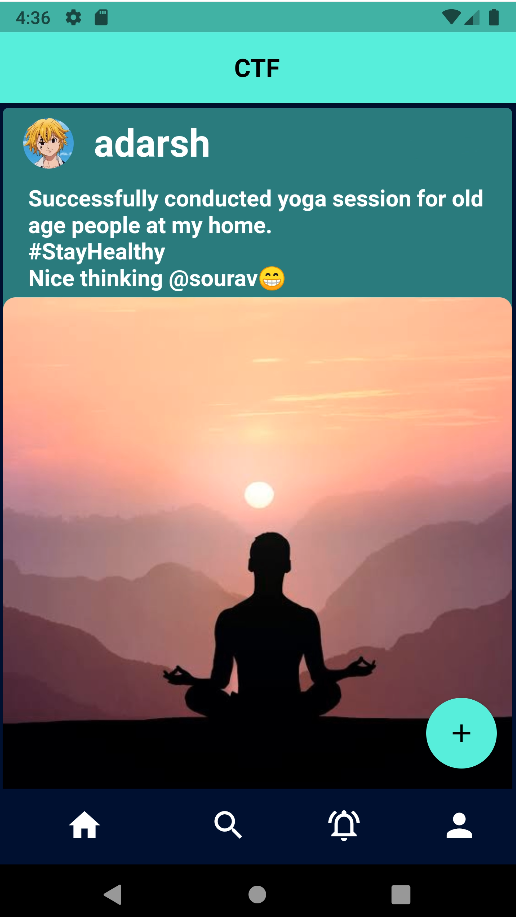 4:36
CTF
adarsh
Successfully conducted yoga session for old
age people at my home.
#StayHealthy
Nice thinking @sourav😁
+